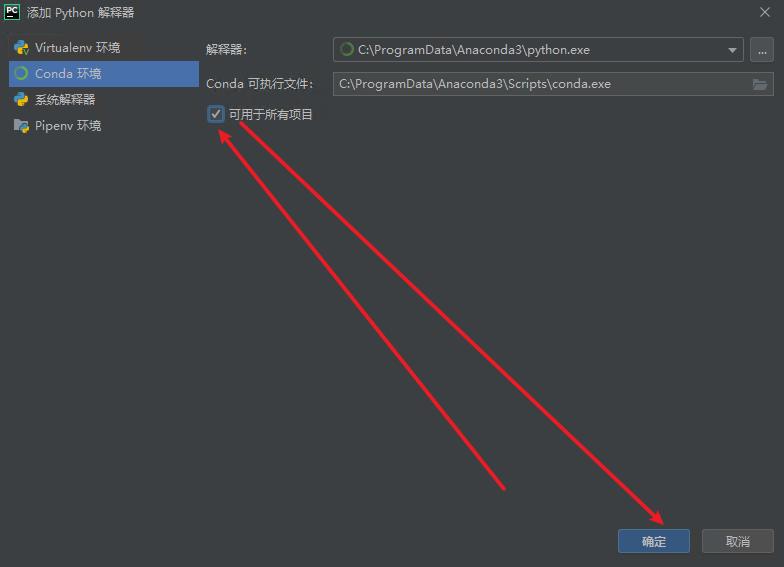 PC 添加 Python 解释器
Virtualenv 环境
Conda 环境
系统解释器
Pipenv 环境
解释器:
C:\ProgramData\Anaconda3\python.exe
...
Conda 可执行文件:
C:\ProgramData\Anaconda3\Scripts\conda.exe
可用于所有项目
确定
取消